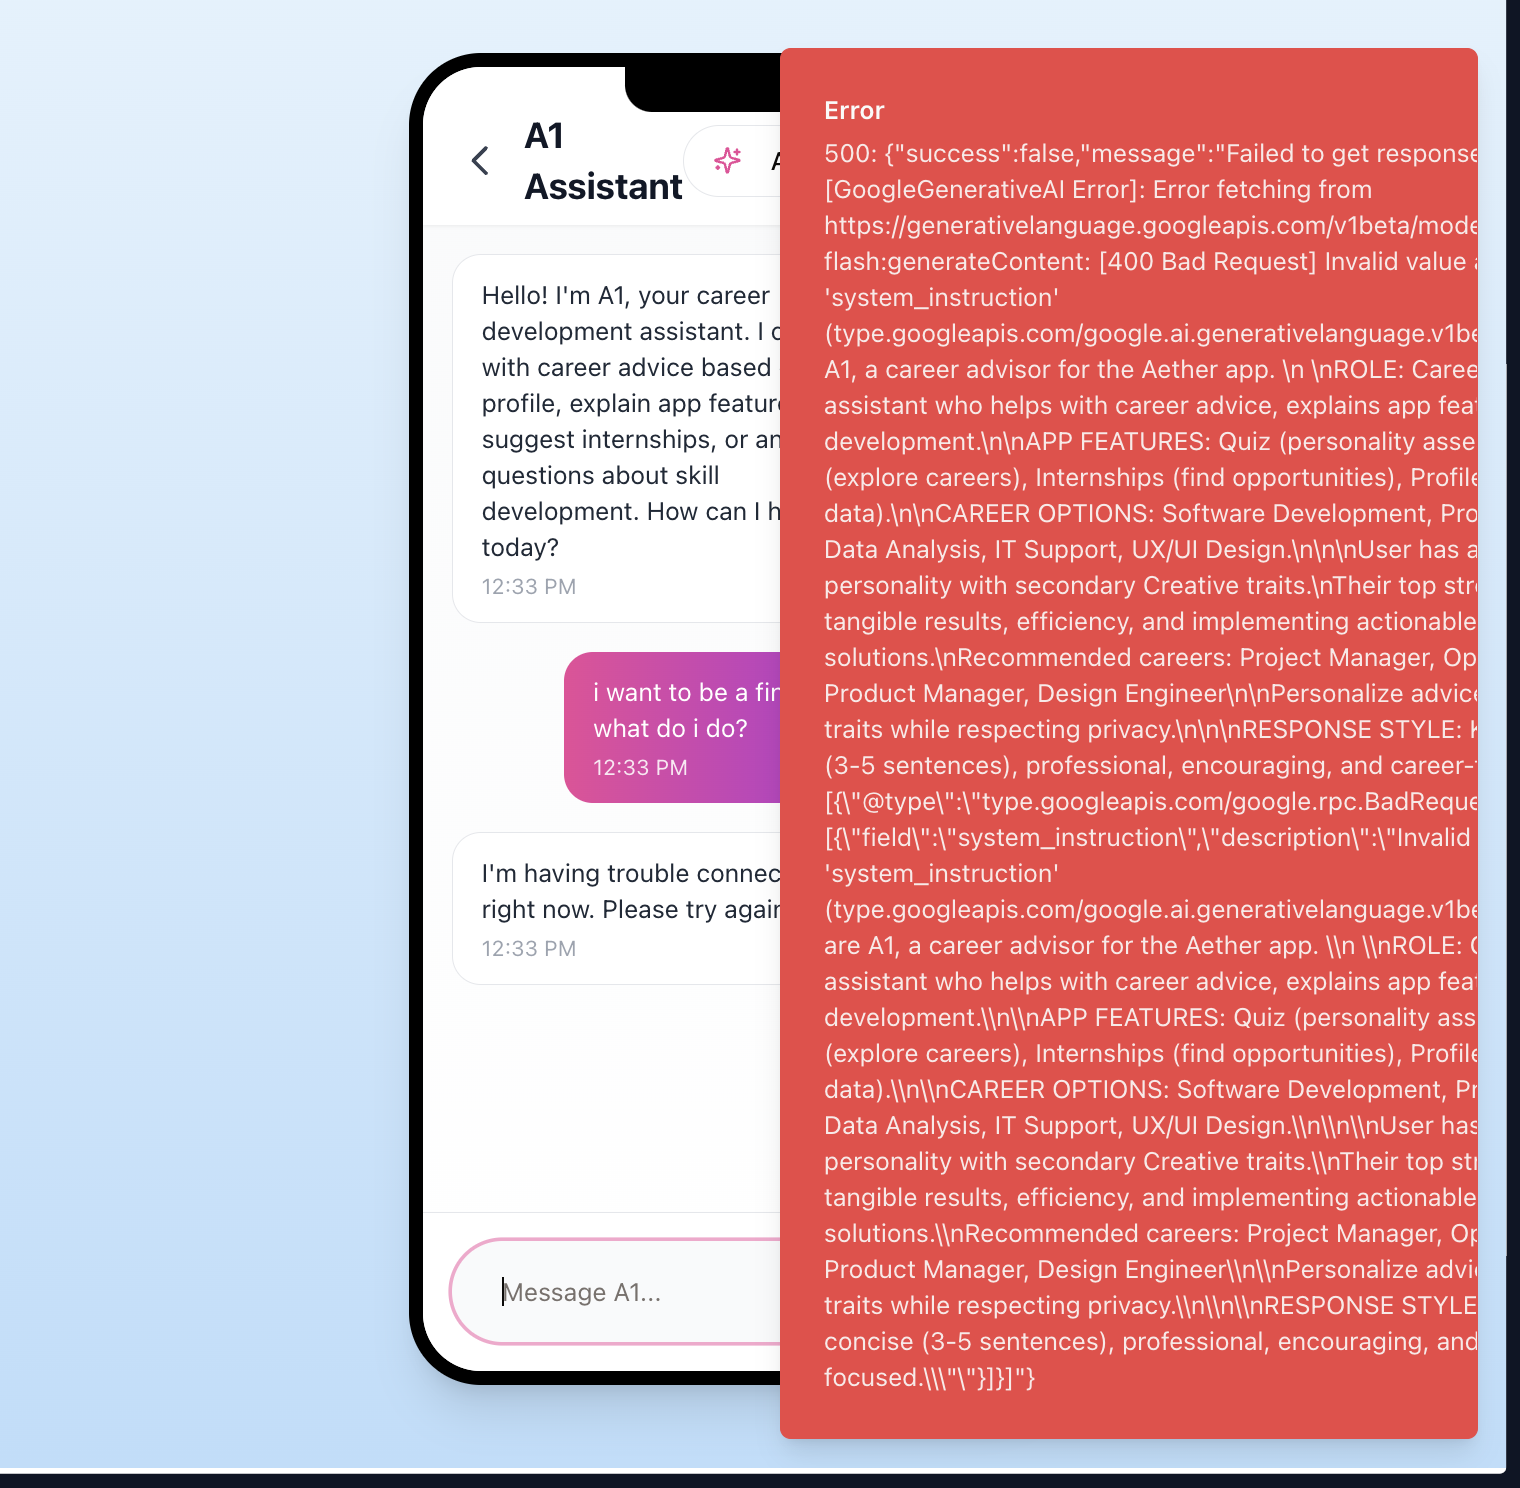 A1
Assistant
Hello! I'm A1, your career
development assistant. I
with career advice based
profile, explain app
suggest internships, or
questions about skill
development. How can I
today?
12:33 PM
i want to be a
what do i do?
12:33 PM
I'm having trouble
right now. Please try
12:33 PM
Message A1...
Error
500: {"success":false,"message":"Failed to get response
[GoogleGenerativeAI Error]: Error fetching from
https://generativelanguage.googleapis.com/v1beta/mode
flash:generateContent: [400 Bad Request] Invalid value
'system_instruction'
(type.googleapis.com/google.ai.generativelanguage.v1be
A1, a career advisor for the Aether app. \n \nROLE: Caree
assistant who helps with career advice, explains app fea
development.\n\nAPP FEATURES: Quiz (personality asse
(explore careers), Internships (find opportunities), Profile
data).\n\nCAREER OPTIONS: Software Development, Pro
Data Analysis, IT Support, UX/UI Design.\n\n\nUser has a
personality with secondary Creative traits.\nTheir top str
tangible results, efficiency, and implementing actionable
solutions.\nRecommended careers: Project Manager, Op
Product Manager, Design Engineer\n\nPersonalize advice
traits while respecting privacy.\n\n\nRESPONSE STYLE: K
(3-5 sentences), professional, encouraging, and career-
[{\"@type\":\"type.googleapis.com/google.rpc.BadReque
[{\"field\":\"system_instruction\",\"description\":\"Invalid
'system_instruction'
(type.googleapis.com/google.ai.generativelanguage.v1be
are A1, a career advisor for the Aether app. \\n \\nROLE: C
assistant who helps with career advice, explains app fea
development.\\n\\nAPP FEATURES: Quiz (personality ass
(explore careers), Internships (find opportunities), Profile
data).\\n\\nCAREER OPTIONS: Software Development, Pr
Data Analysis, IT Support, UX/UI Design.\\n\\n\\nUser has
personality with secondary Creative traits.\\nTheir top str
tangible results, efficiency, and implementing actionable
solutions.\\nRecommended careers: Project Manager, Op
Product Manager, Design Engineer\\n\\nPersonalize advi
traits while respecting privacy.\\n\\n\\nRESPONSE STYLE
concise (3-5 sentences), professional, encouraging, and
focused.\\\"\"}]}]"}